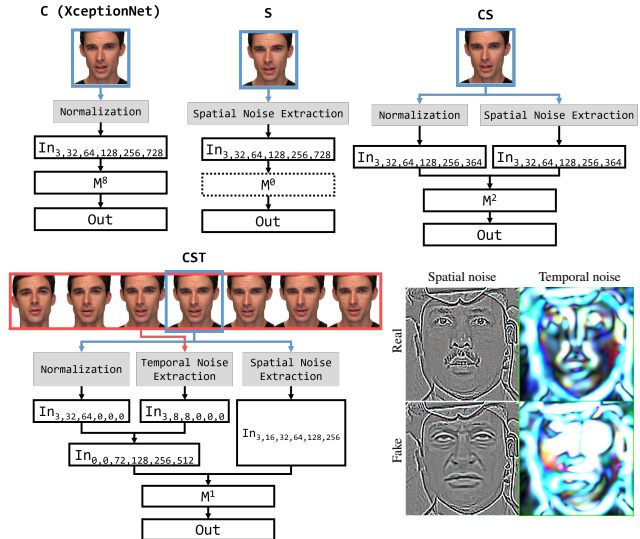 C (XceptionNet)
S
CS
Normalization
Spatial Noise Extraction
Normalization
Spatial Noise Extraction
In3,32,64,128,256,728
In3,32,64,128,256,728
In3,32,64,128,256,364
In3,32,64,128,256,364
M8
M0
M2
Out
Out
Out
CST
Normalization
Temporal Noise
Extraction
Spatial Noise
Extraction
In3,32,64,0,0,0
In3,8,8,0,0,0
In3,16,32,64,128,256
In0,0,72,128,256,512
M1
Out
Spatial noise
Temporal noise
Real
Fake